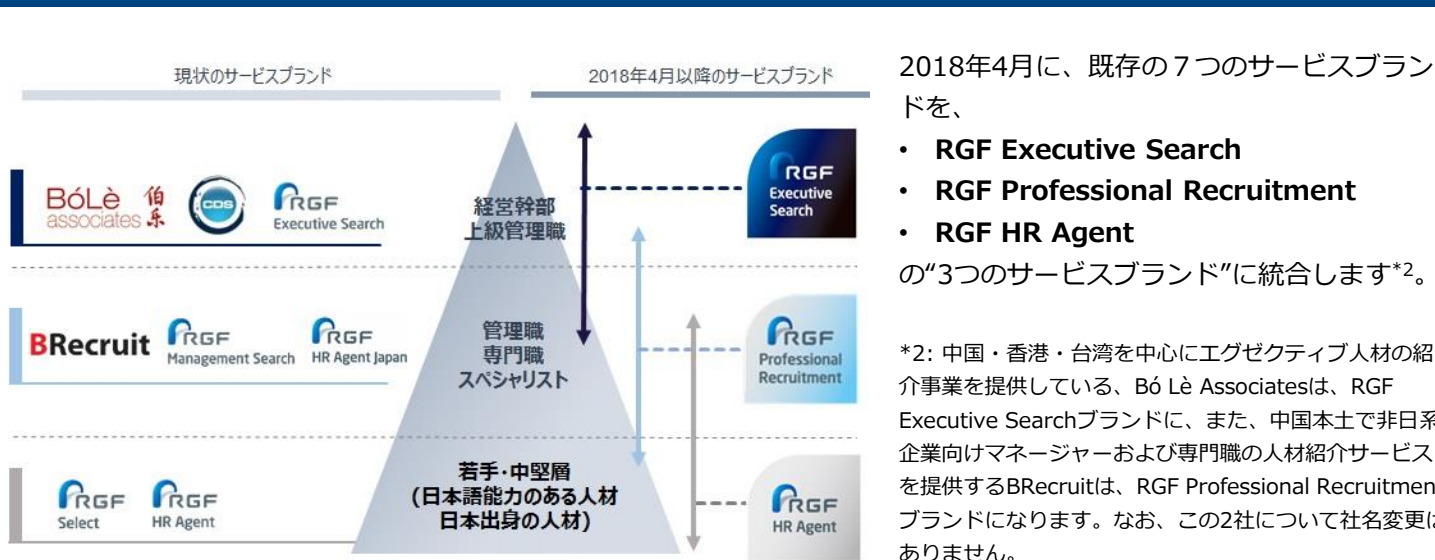 現状のサービスブランド
2018年4月以降のサービスブランド
BóLè 伯乐
associates
CDS
RGF
Executive Search
経営幹部
上級管理職
RGF
Executive
Search
BRecruit
RGF
Management Search
RGF
HR Agent Japan
管理職
専門職
スペシャリスト
RGF
Professional
Recruitment
RGF
Select
RGF
HR Agent
若手・中堅層
(日本語能力のある人材
日本出身の人材)
RGF
HR Agent
2018年4月に、既存の７つのサービスブラン
ドを、
• RGF Executive Search
• RGF Professional Recruitment
• RGF HR Agent
の“3つのサービスブランド”に統合します*2。
*2: 中国・香港・台湾を中心にエグゼクティブ人材の紹
介事業を提供している、Bó Lè Associatesは、RGF
Executive Searchブランドに、また、中国本土で非日系
企業向けマネージャーおよび専門職の人材紹介サービス
を提供するBRecruitは、RGF Professional Recruitmen
ブランドになります。なお、この2社について社名変更は
ありません。